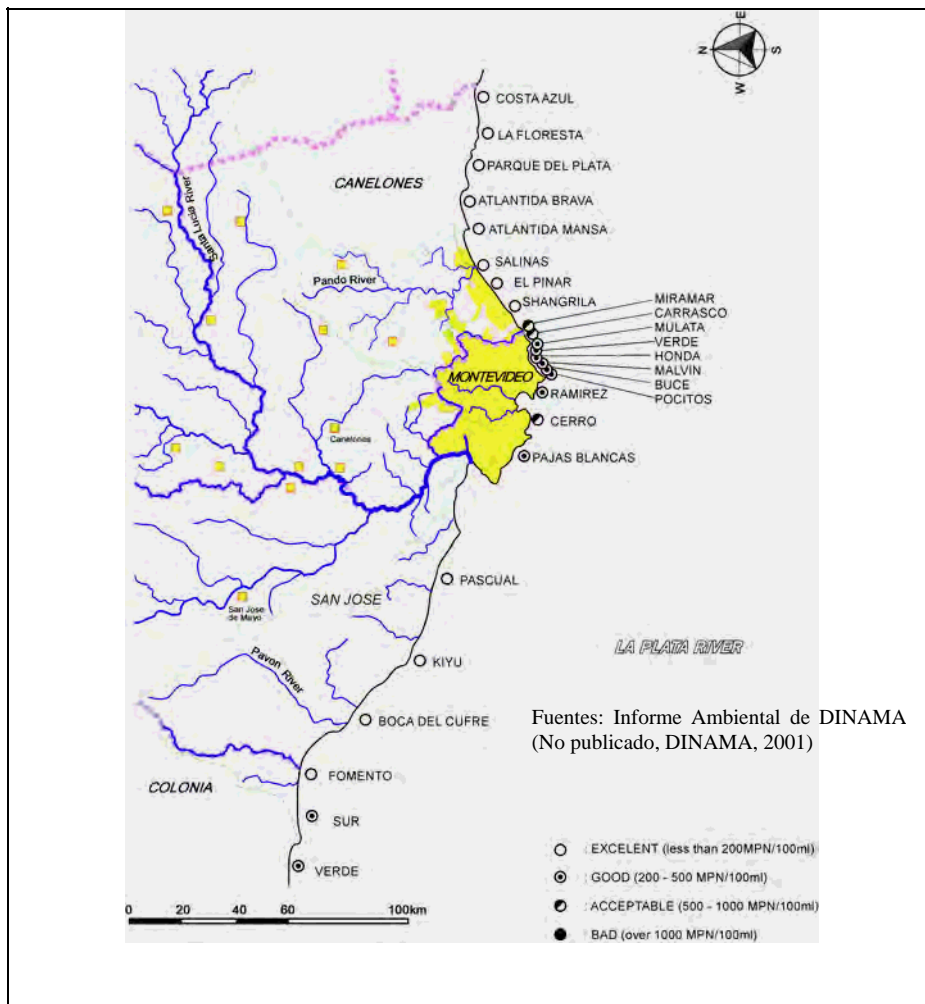 E
N
S
W
COSTA AZUL
LA FLORESTA
PARQUE DEL PLATA
CANELONES
ATLANTIDA BRAVA
Santa Lucia River
ATLANTIDA MANSA
SALINAS
Pando River
EL PINAR
SHANGRILA
MIRAMAR
CARRASCO
MULATA
VERDE
HONDA
MALVIN
BUCE
POCITOS
MONTEVIDEO
RAMIREZ
CERRO
Canelones
PAJAS BLANCAS
PASCUAL
SAN JOSE
San Jose
de Mayo
LA PLATA RIVER
Pavon River
KIYU
BOCA DEL CUFRE
Fuentes: Informe Ambiental de DINAMA
(No publicado, DINAMA, 2001)
FOMENTO
COLONIA
SUR
VERDE
EXCELENT (less than 200MPN/100ml)
: GOOD (200 - 500 MPN/100ml)
: ACCEPTABLE (500 - 1000 MPN/100ml)
: BAD (over 1000 MPN/100ml)
0 20 40 60 100km